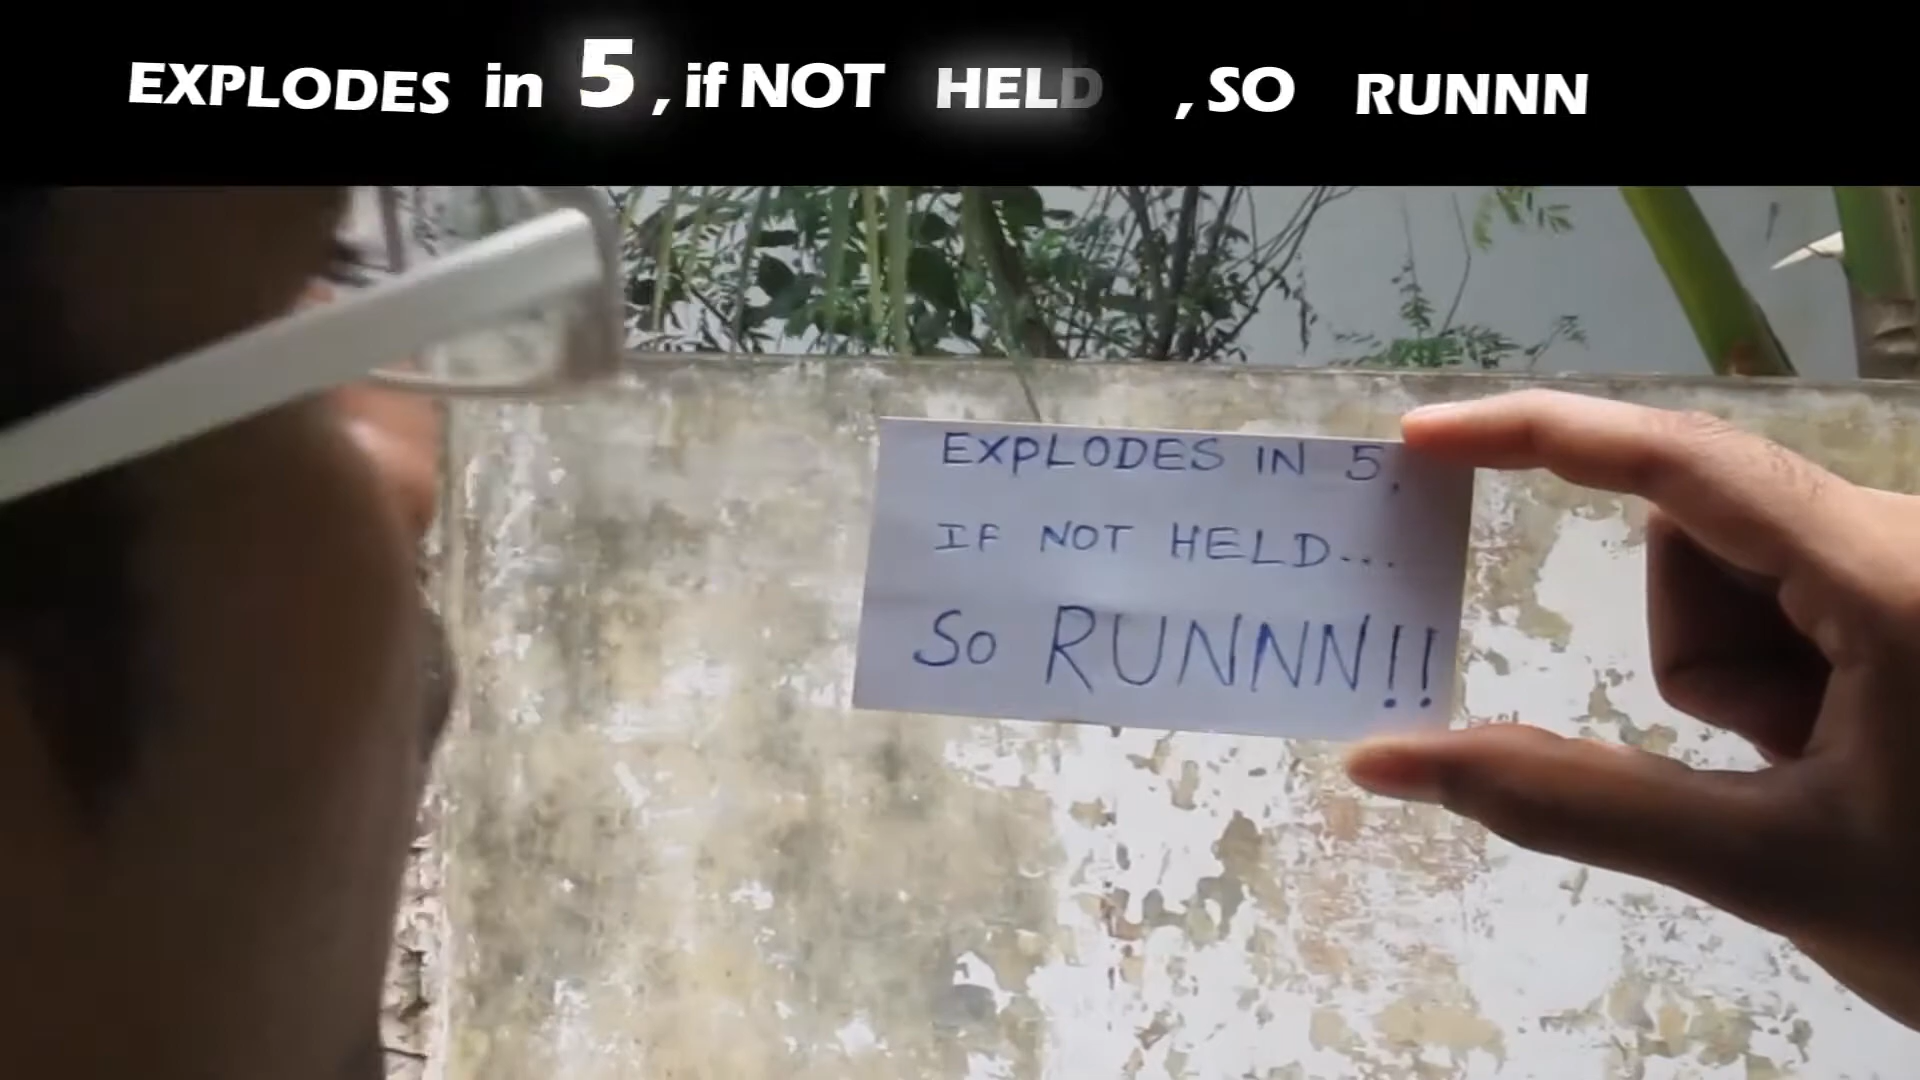 EXPLODES in 5, if NOT HELD , SO RUNNN
EXPLODES IN 5,
IF NOT HELD...
SO RUNNN!!